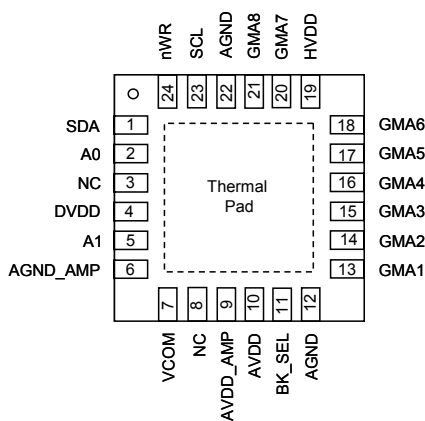 nWR SCL AGND GMA8 GMA7 HVDD
24 23 22 21 20 19
SDA 1 18 GMA6
A0 2 17 GMA5
NC 3 16 GMA4
Thermal
Pad
DVDD 4 15 GMA3
A1 5 14 GMA2
AGND_AMP 6 13 GMA1
7 8 9 10 11 12
VCOM NC AVDD_AMP AVDD BK_SEL AGND